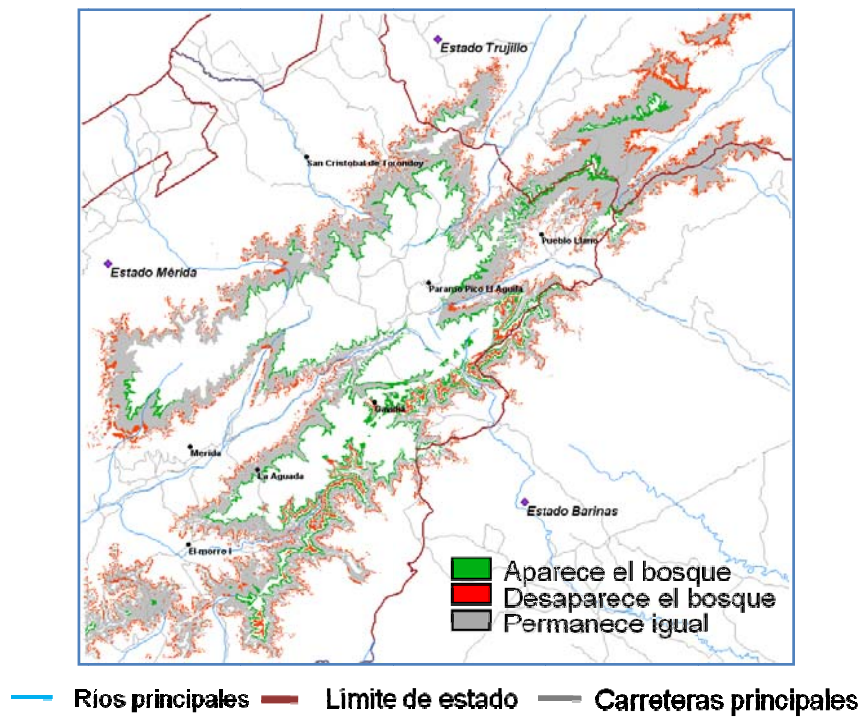 Estado Trujillo
San Cristobal de Torondoy
Pueblo Llano
Estado Mérida
Paramo Pico El Aguila
Gavidia
Merida
La Aguada
Estado Barinas
El morro I
Aparece el bosque
Desaparece el bosque
Permanece igual
Ríos principales Límite de estado Carreteras principales